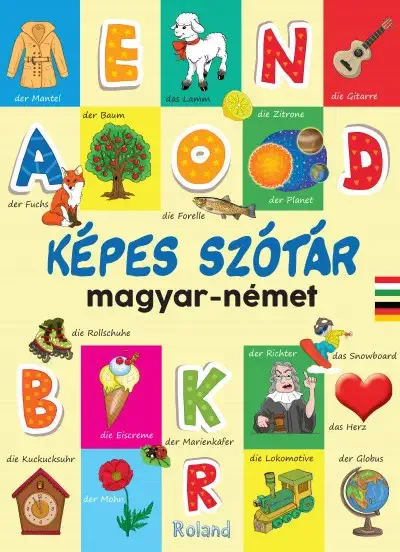 E N
der Mantel
das Lamm
die Gitarre
der Baum
die Zitrone
A O D
der Fuchs
die Forelle
der Planet
KÉPES SZÓTÁR
magyar-német
die Rollschuhe
der Richter
das Snowboard
B K
die Eiscreme
der Marienkäfer
das Herz
die Kuckucksuhr
der Mohn
die Lokomotive
der Globus
R
Roland